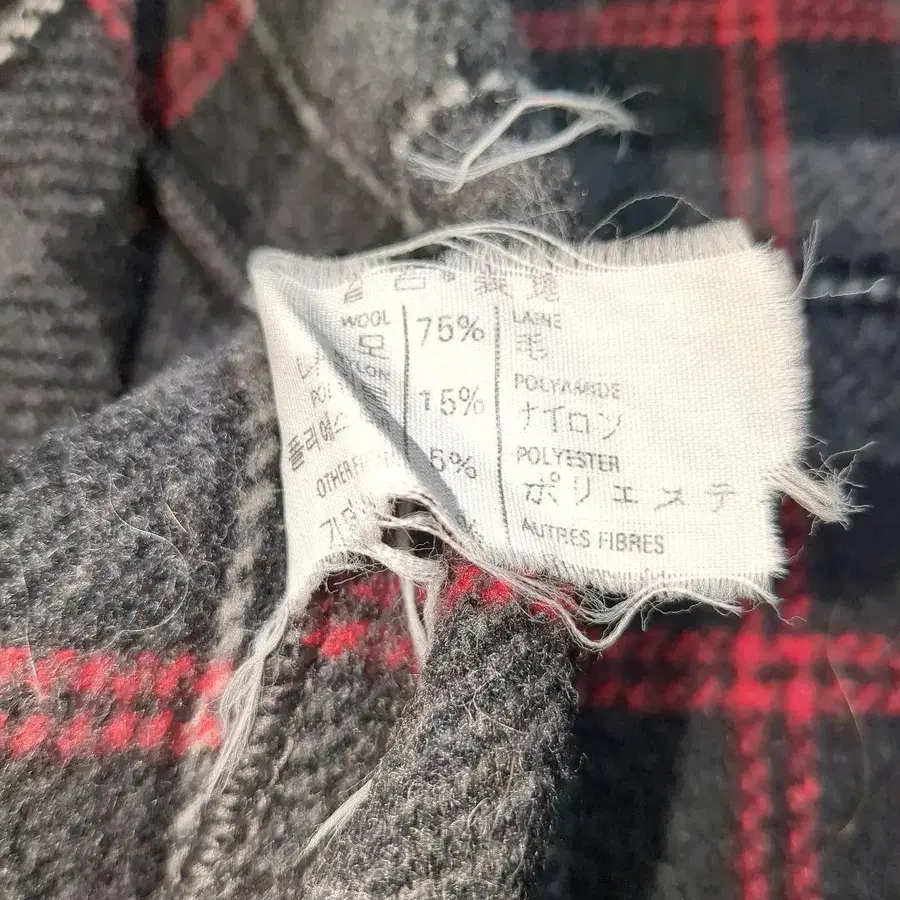 WOOL 75% LAINE
모 毛
15% POLYAMIDE
ナイロン
5% POLYESTER
폴리에스 ポリエステ
OTHER % AUTRES FIBRES